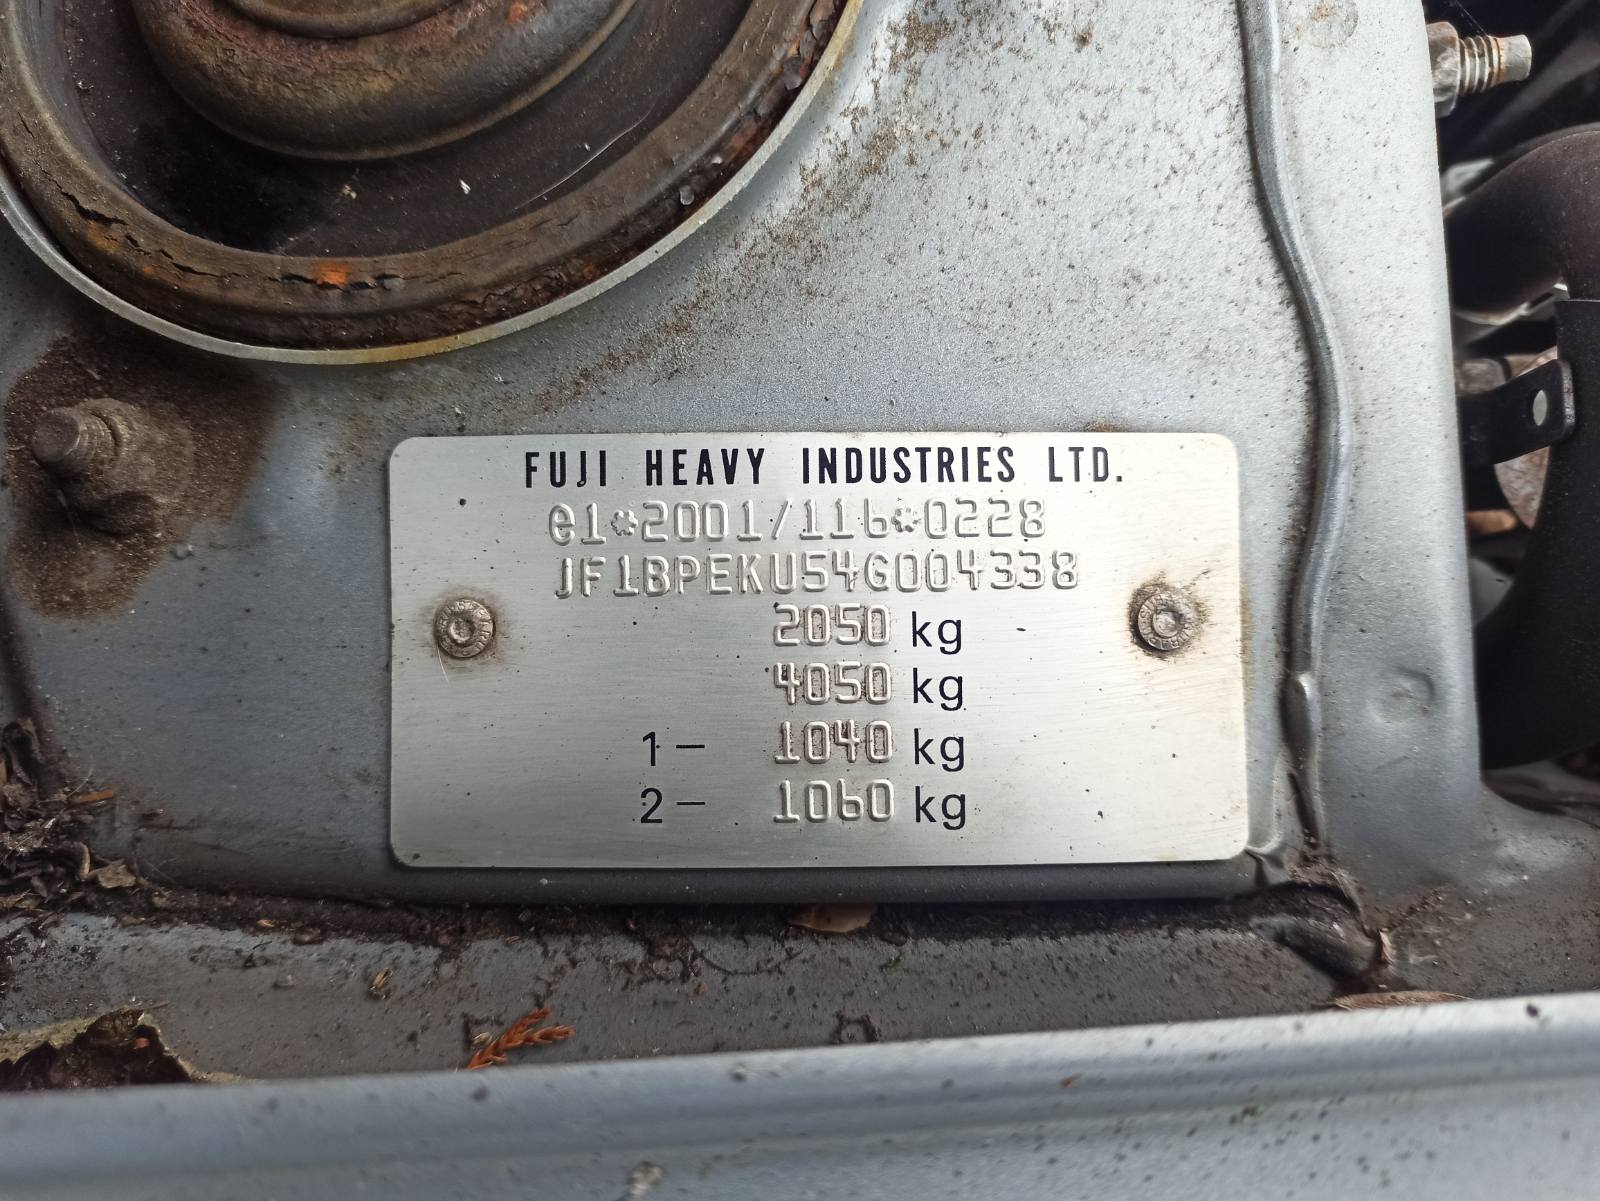 FUJI HEAVY INDUSTRIES LTD.
e1*2001/116*0228
JF1BPEKU54G004338
2050 kg
4050 kg
1– 1040 kg
2– 1060 kg